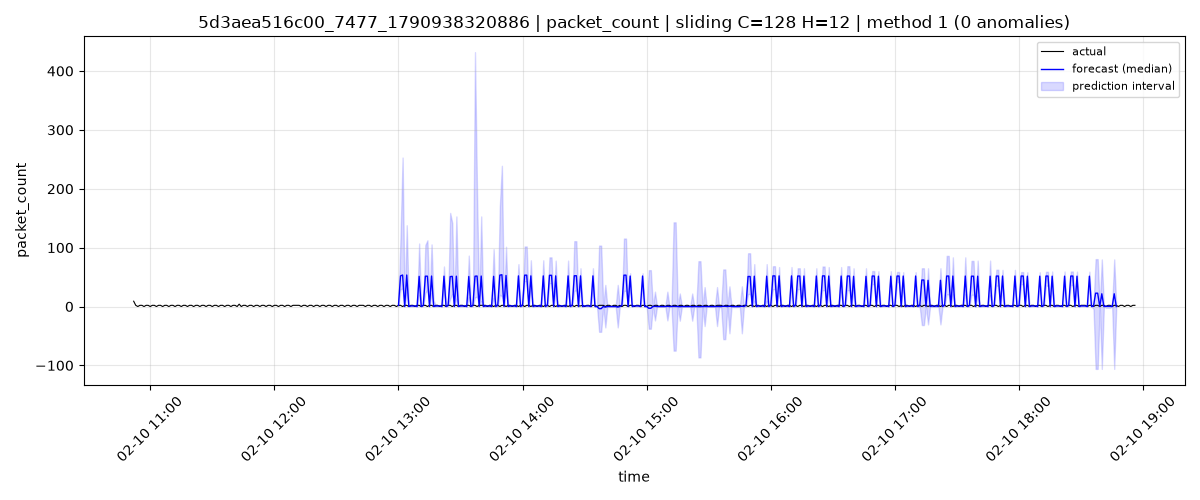 5d3aea516c00_7477_1790938320886 | packet_count | sliding C=128 H=12 | method 1 (0 anomalies)
actual
forecast (median)
prediction interval
packet_count
400
300
200
100
0
−100
02-10 11:00
02-10 12:00
02-10 13:00
02-10 14:00
02-10 15:00
02-10 16:00
02-10 17:00
02-10 18:00
02-10 19:00
time